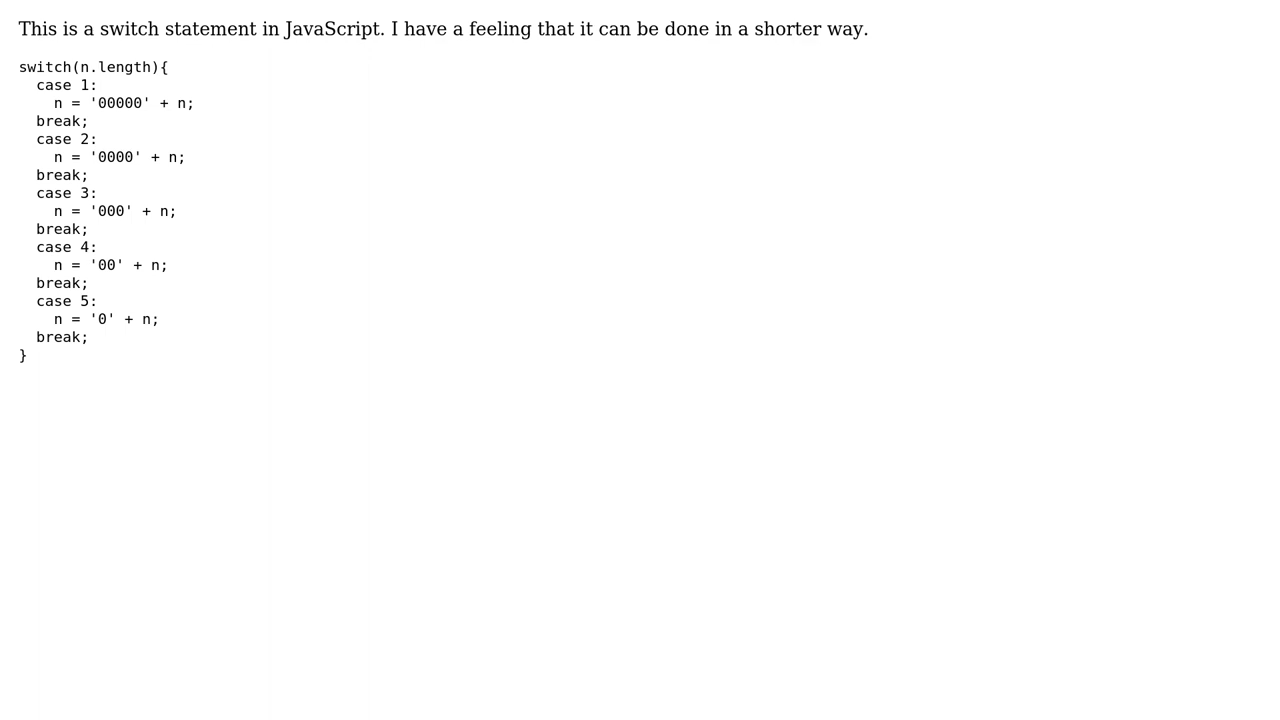 This is a switch statement in JavaScript. I have a feeling that it can be done in a shorter way.
switch(n.length){
  case 1:
    n = '00000' + n;
  break;
  case 2:
    n = '0000' + n;
  break;
  case 3:
    n = '000' + n;
  break;
  case 4:
    n = '00' + n;
  break;
  case 5:
    n = '0' + n;
  break;
}